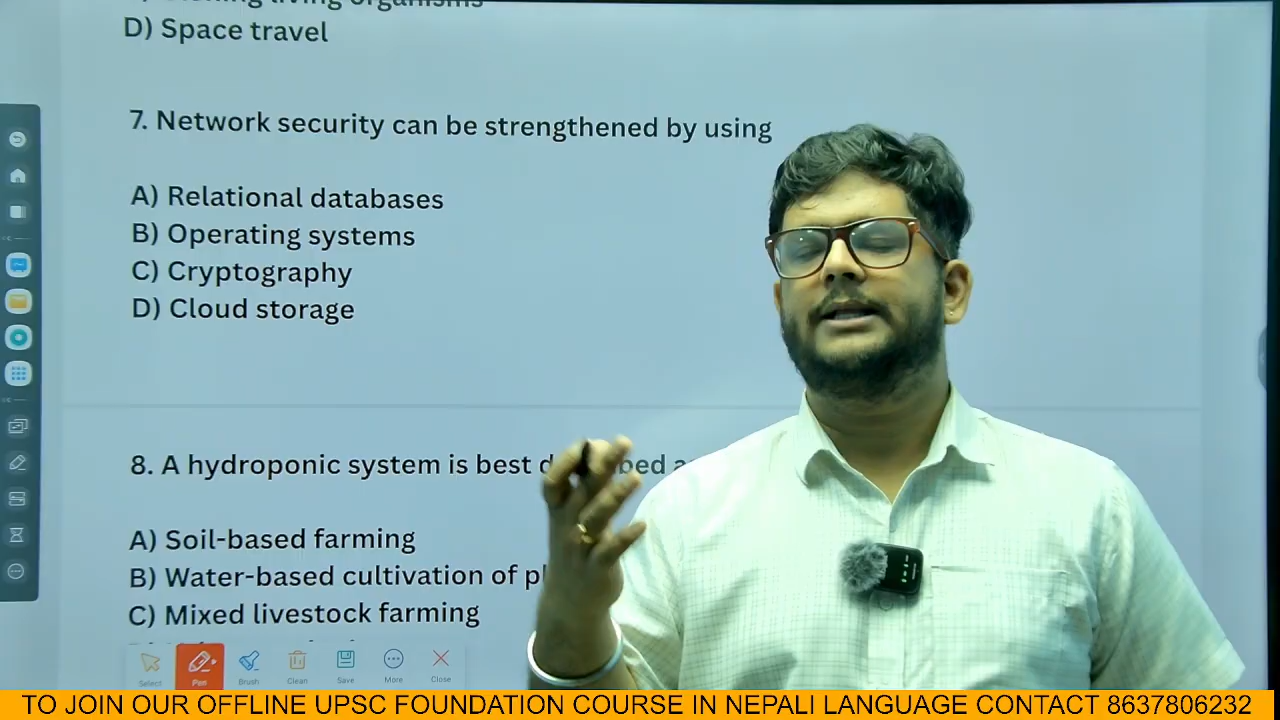 living organisms
D) Space travel
7. Network security can be strengthened by using
A) Relational databases
B) Operating systems
C) Cryptography
D) Cloud storage
8. A hydroponic system is best
A) Soil-based farming
B) Water-based cultivation of
C) Mixed livestock farming
Select Pen Brush Clean Save More Close
TO JOIN OUR OFFLINE UPSC FOUNDATION COURSE IN NEPALI LANGUAGE CONTACT 8637806232